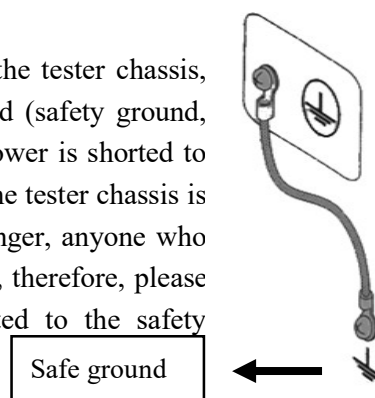 the tester chassis,
d (safety ground,
ower is shorted to
he tester chassis is
nger, anyone who
, therefore, please
ted to the safety
Safe ground